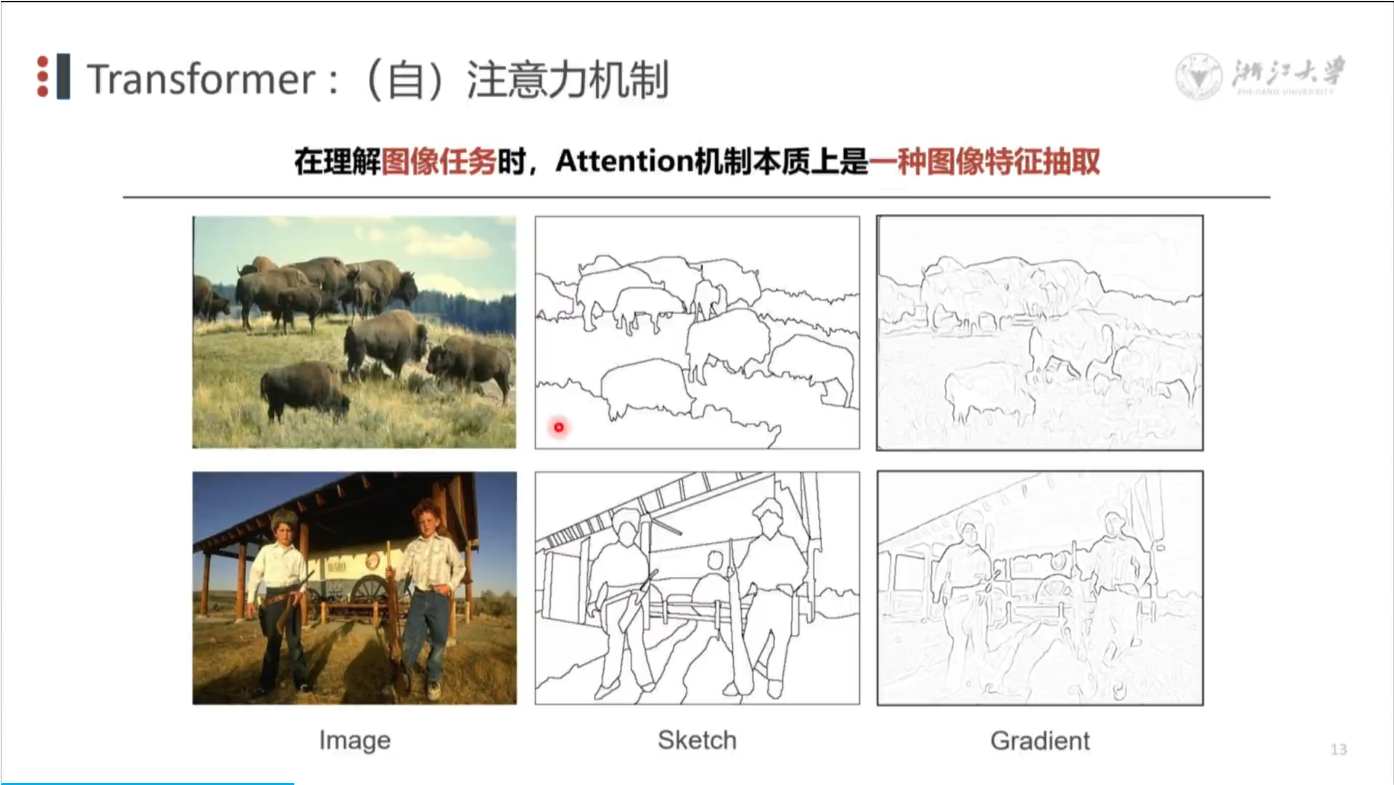 Transformer：（自）注意力机制
浙江大学
ZHEJIANG UNIVERSITY
在理解图像任务时，Attention机制本质上是一种图像特征抽取
Image
Sketch
Gradient
13